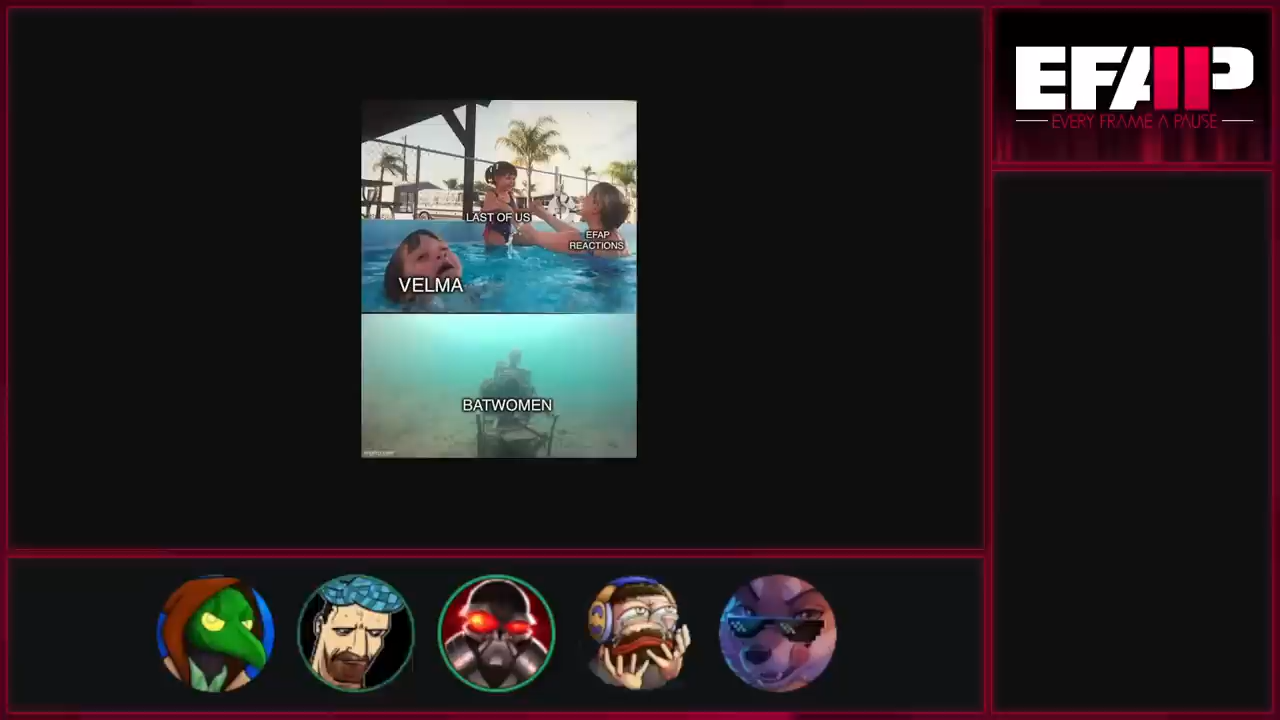 EFAP
EVERY FRAME A PAUSE
LAST OF US
EFAP
REACTIONS
VELMA
BATWOMEN